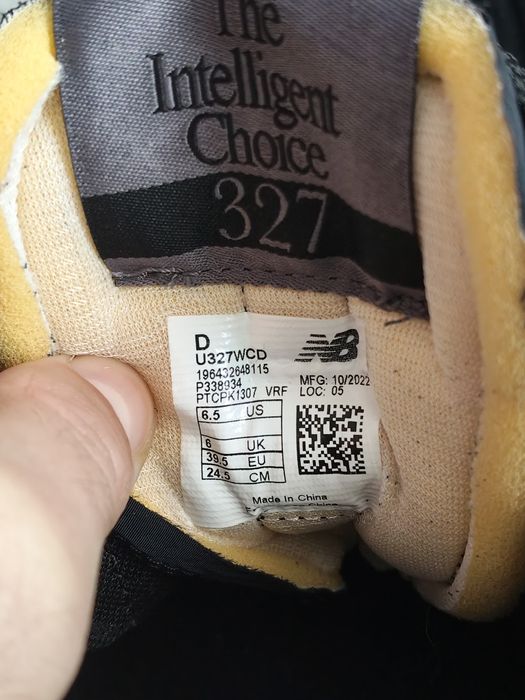 The
Intelligent
Choice
327
D
U327WCD
196432648115
P338934
PTCPK1307 VRF
NB
MFG: 10/2022
LOC: 05
6.5 US
6 UK
39.5 EU
24.5 CM
Made in China